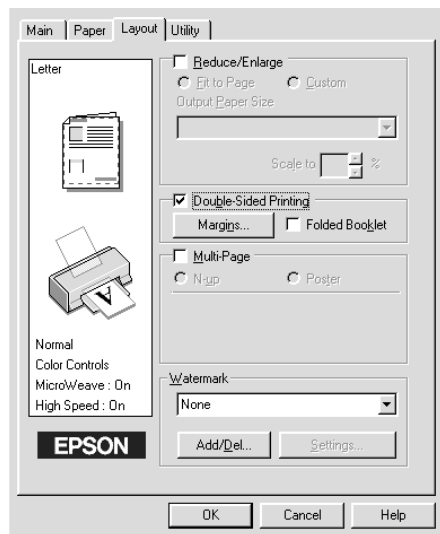 Main Paper Layout Utility
Letter
Normal
Color Controls
MicroWeave : On
High Speed : On
EPSON
Reduce/Enlarge
Fit to Page Custom
Output Paper Size
Scale to %
Double-Sided Printing
Margins... Folded Booklet
Multi-Page
N-up Poster
Watermark
None
Add/Del... Settings...
OK Cancel Help